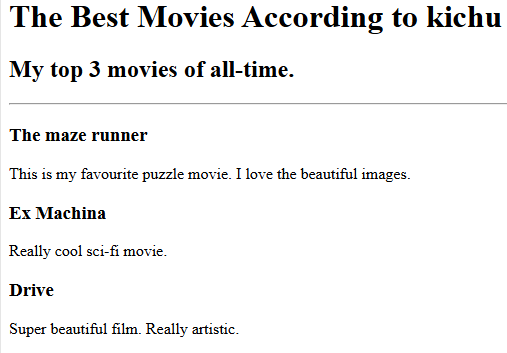 The Best Movies According to kichu
My top 3 movies of all-time.
The maze runner
This is my favourite puzzle movie. I love the beautiful images.
Ex Machina
Really cool sci-fi movie.
Drive
Super beautiful film. Really artistic.